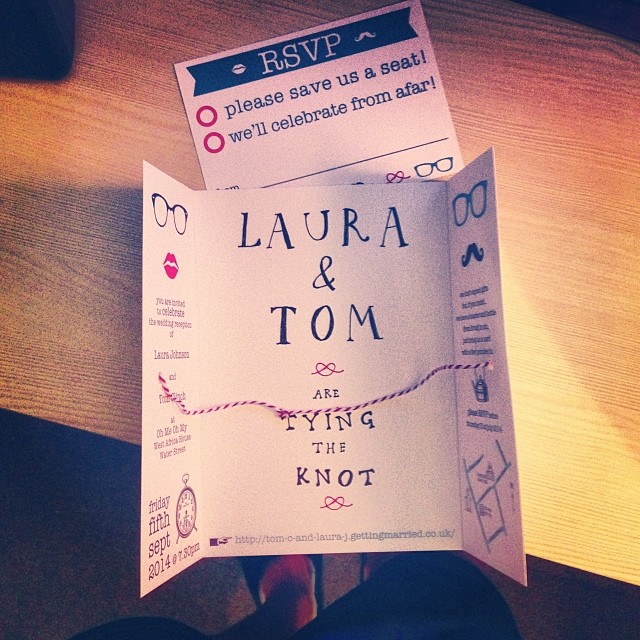 RSVP
please save us a seat!
we'll celebrate from afar!
LAURA
&
TOM
ARE
TYING
THE
KNOT
http://tom-c-and-laura-j.gettingmarried.co.uk/
you are invited
to celebrate
the wedding reception
of
Laura Johnson
and
Tom
at
Oh Me Oh My
West Africa House
Water Street
friday
fifth
sept
2014 @ 7.30pm